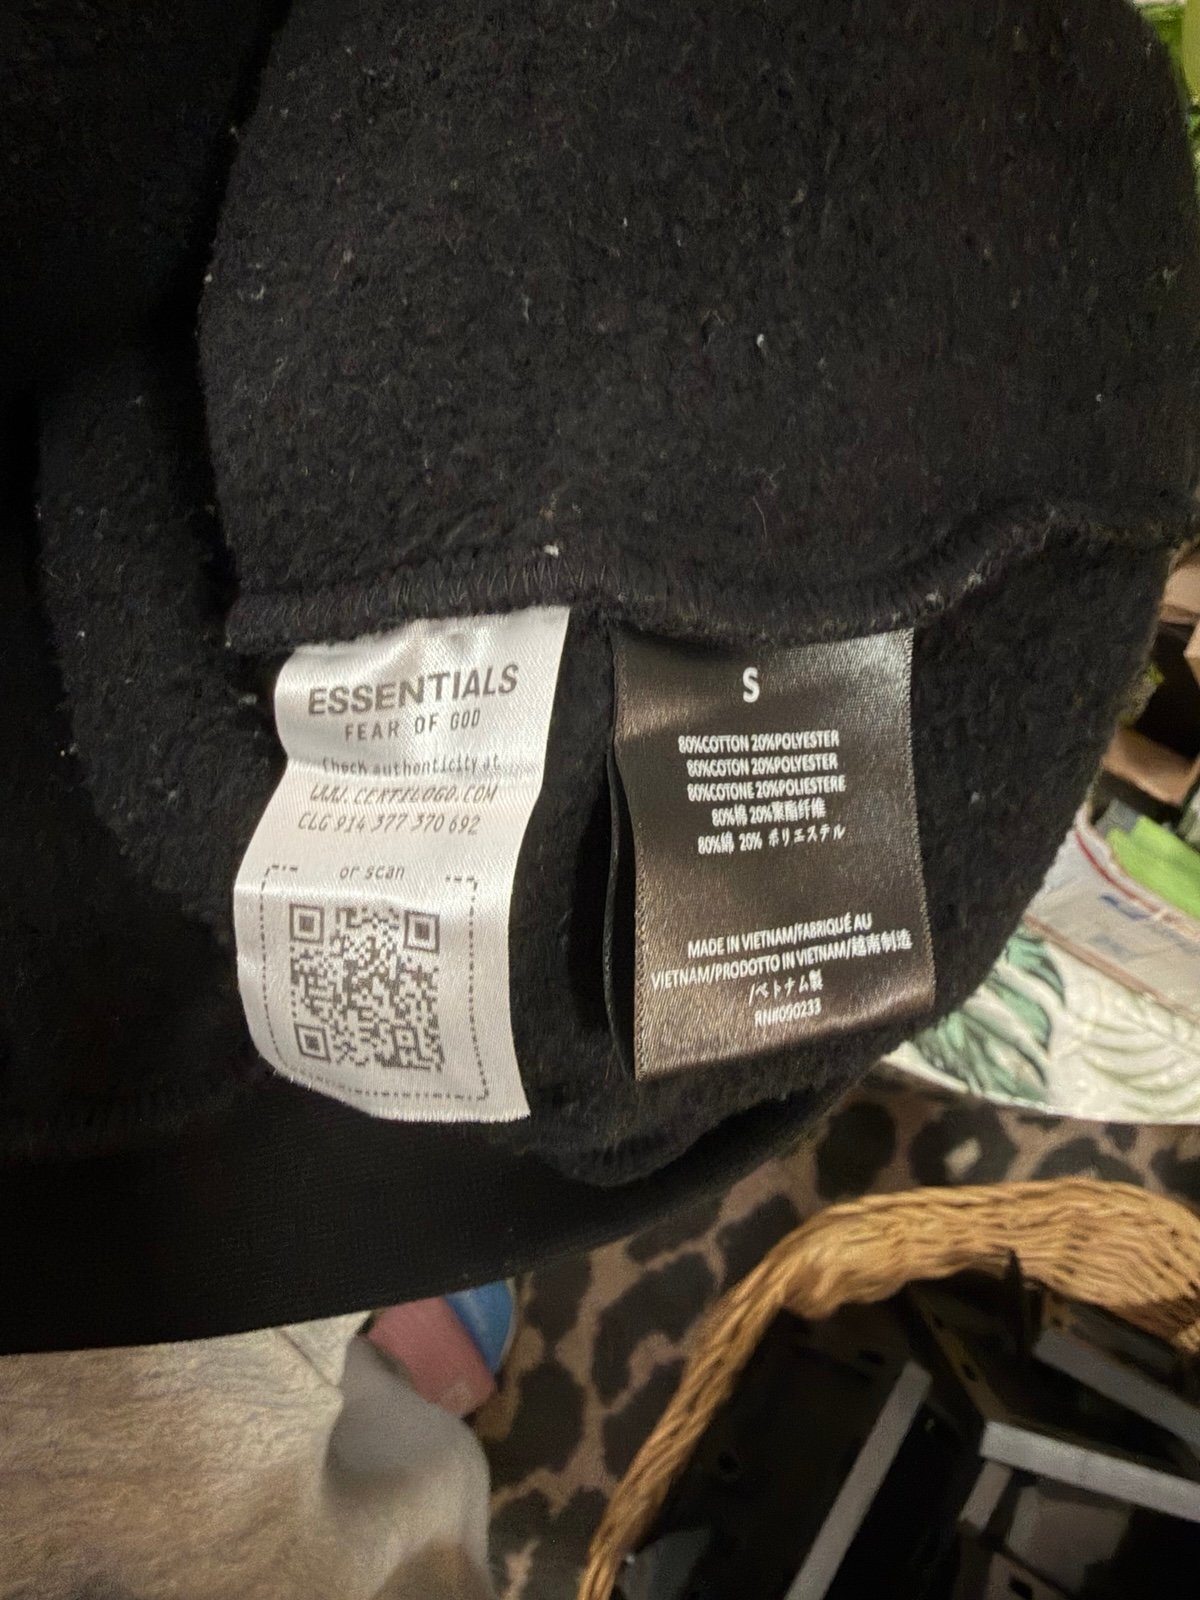 ESSENTIALS
FEAR OF GOD
Check authenticity at
WWW.CERTILOGO.COM
CLG 914 377 370 692
or scan
S
80%COTTON 20%POLYESTER
80%COTON 20%POLYESTER
80%COTONE 20%POLIESTERE
80%棉 20%聚酯纤维
80%綿 20% ポリエステル
MADE IN VIETNAM/FABRIQUÉ AU
VIETNAM/PRODOTTO IN VIETNAM/越南制造
/ベトナム製
RN#090233